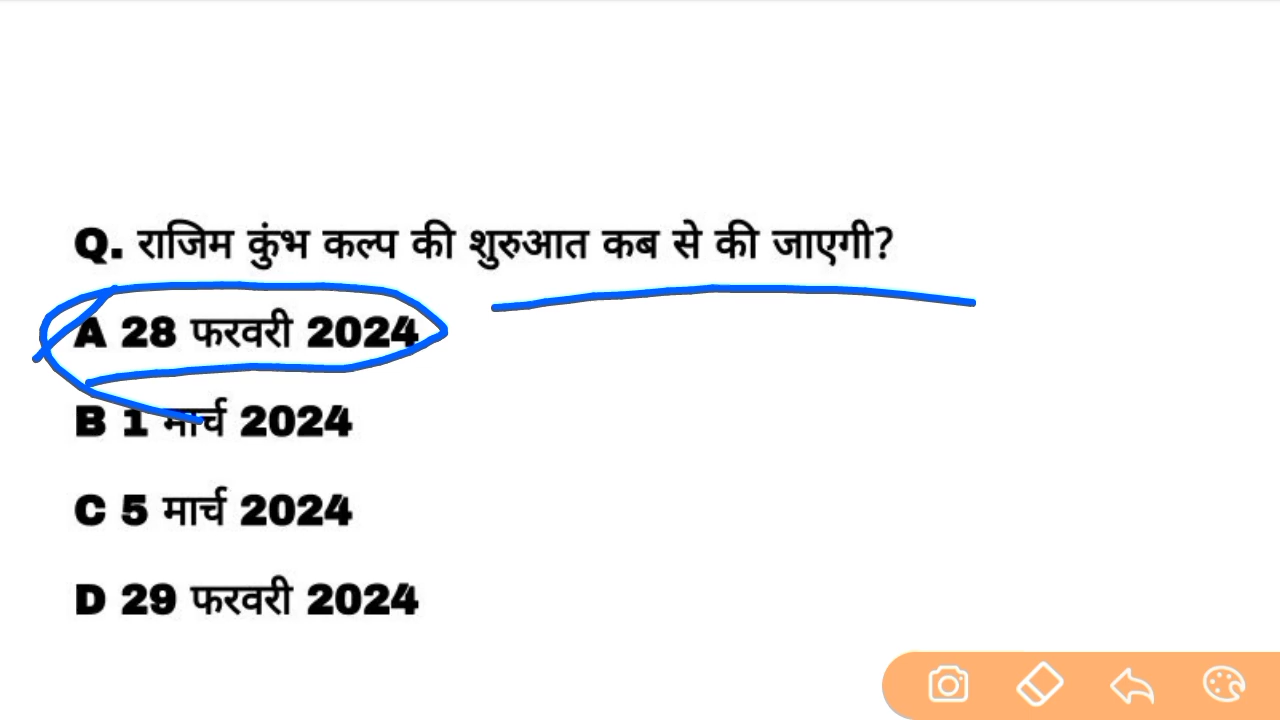 Q. राजिम कुंभ कल्प की शुरुआत कब से की जाएगी?
A 28 फरवरी 2024
B 1 मार्च 2024
C 5 मार्च 2024
D 29 फरवरी 2024